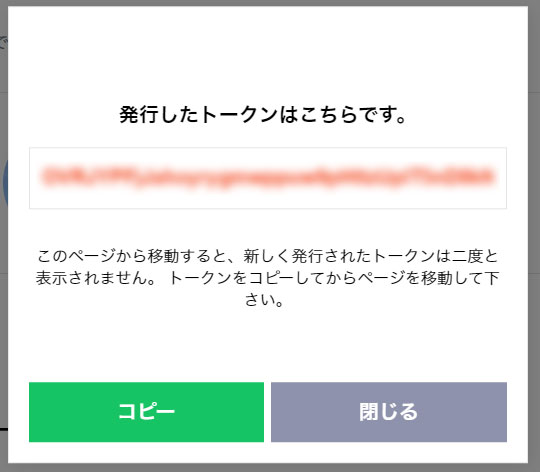 で
発行したトークンはこちらです。
このページから移動すると、新しく発行されたトークンは二度と
表示されません。 トークンをコピーしてからページを移動して下
さい。
コピー
閉じる